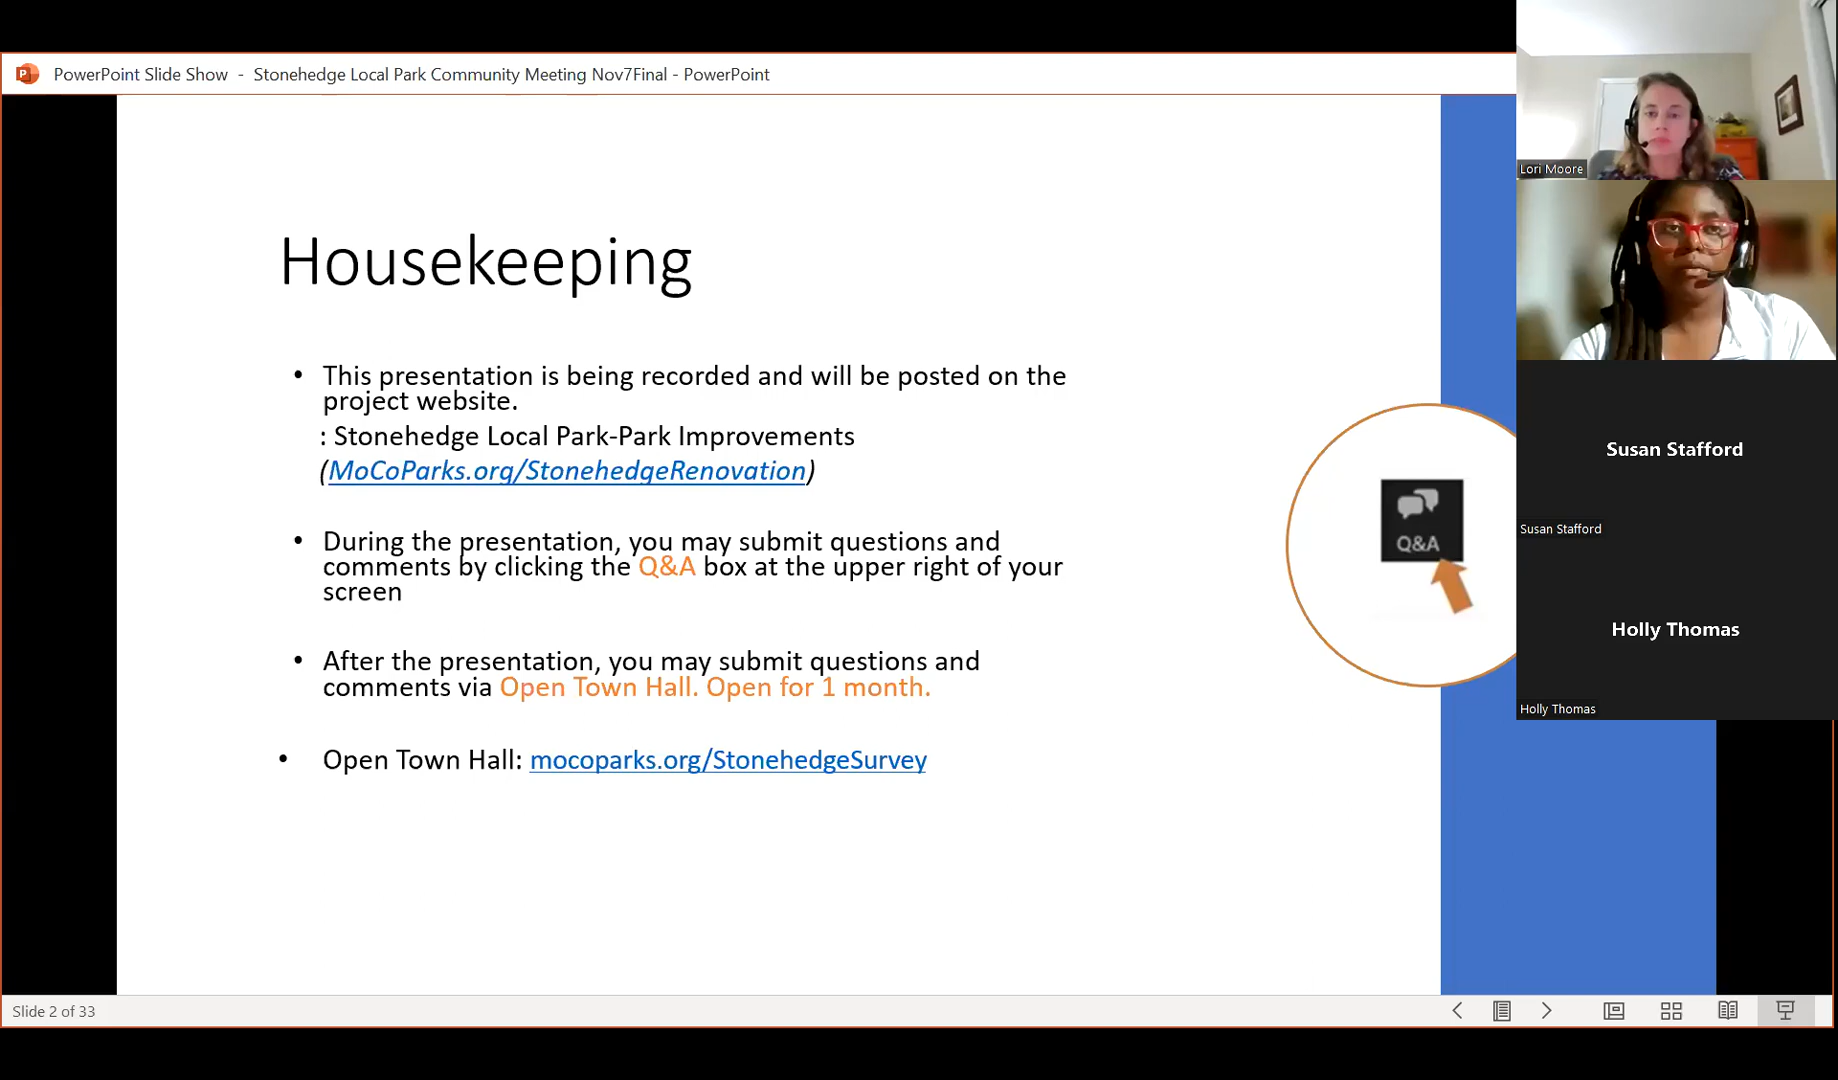 PowerPoint Slide Show - Stonehedge Local Park Community Meeting Nov7Final - PowerPoint
Housekeeping
• This presentation is being recorded and will be posted on the
project website.
: Stonehedge Local Park-Park Improvements
(MoCoParks.org/StonehedgeRenovation)
• During the presentation, you may submit questions and
comments by clicking the Q&A box at the upper right of your
screen
• After the presentation, you may submit questions and
comments via Open Town Hall. Open for 1 month.
• Open Town Hall: mocoparks.org/StonehedgeSurvey
Q&A
Lori Moore
Susan Stafford
Susan Stafford
Holly Thomas
Holly Thomas
Slide 2 of 33